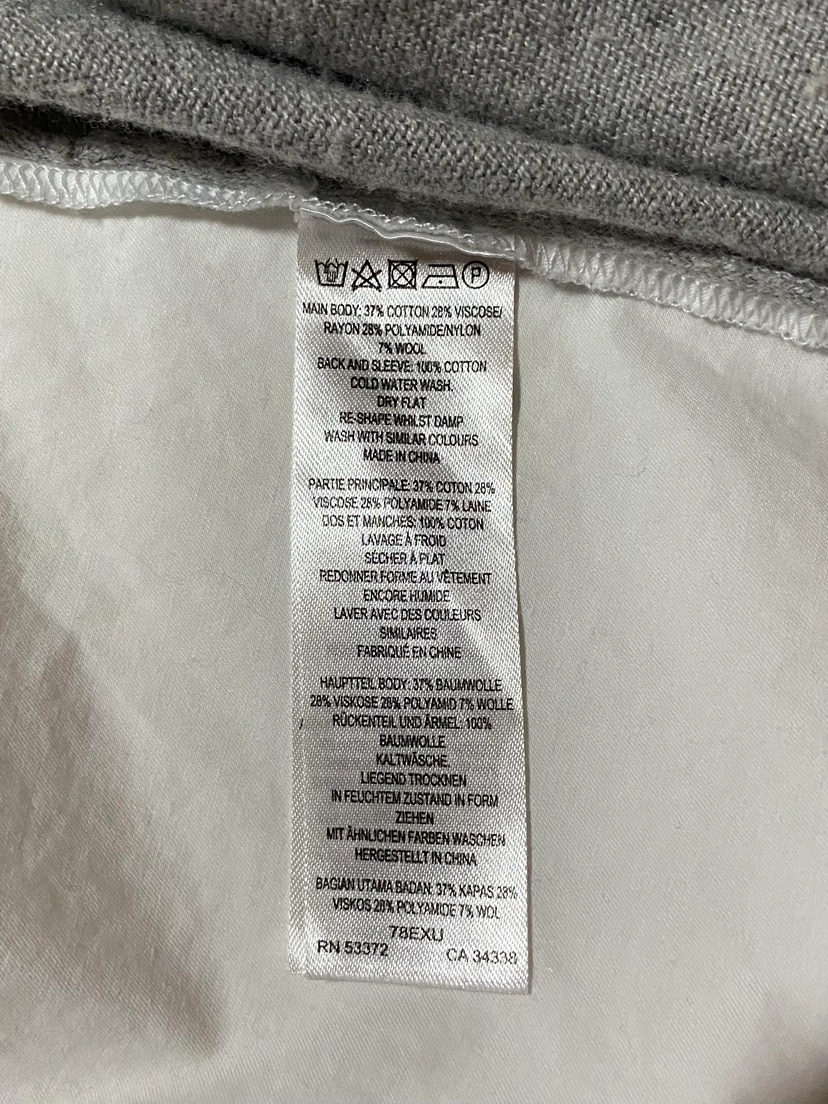 P
MAIN BODY: 37% COTTON 28% VISCOSE/
RAYON 28% POLYAMIDE/NYLON
7% WOOL
BACK AND SLEEVE: 100% COTTON
COLD WATER WASH.
DRY FLAT
RE-SHAPE WHILST DAMP
WASH WITH SIMILAR COLOURS
MADE IN CHINA
PARTIE PRINCIPALE: 37% COTON 28%
VISCOSE 28% POLYAMIDE 7% LAINE
DOS ET MANCHES: 100% COTON
LAVAGE À FROID
SÉCHER À PLAT
REDONNER FORME AU VÊTEMENT
ENCORE HUMIDE
LAVER AVEC DES COULEURS
SIMILAIRES
FABRIQUÉ EN CHINE
HAUPTTEIL BODY: 37% BAUMWOLLE
28% VISKOSE 28% POLYAMID 7% WOLLE
RÜCKENTEIL UND ÄRMEL: 100%
BAUMWOLLE
KALTWÄSCHE.
LIEGEND TROCKNEN
IN FEUCHTEM ZUSTAND IN FORM
ZIEHEN
MIT ÄHNLICHEN FARBEN WASCHEN
HERGESTELLT IN CHINA
BAGIAN UTAMA BADAN: 37% KAPAS 28%
VISKOS 28% POLYAMIDE 7% WOL
78EXU
RN 53372 CA 34338